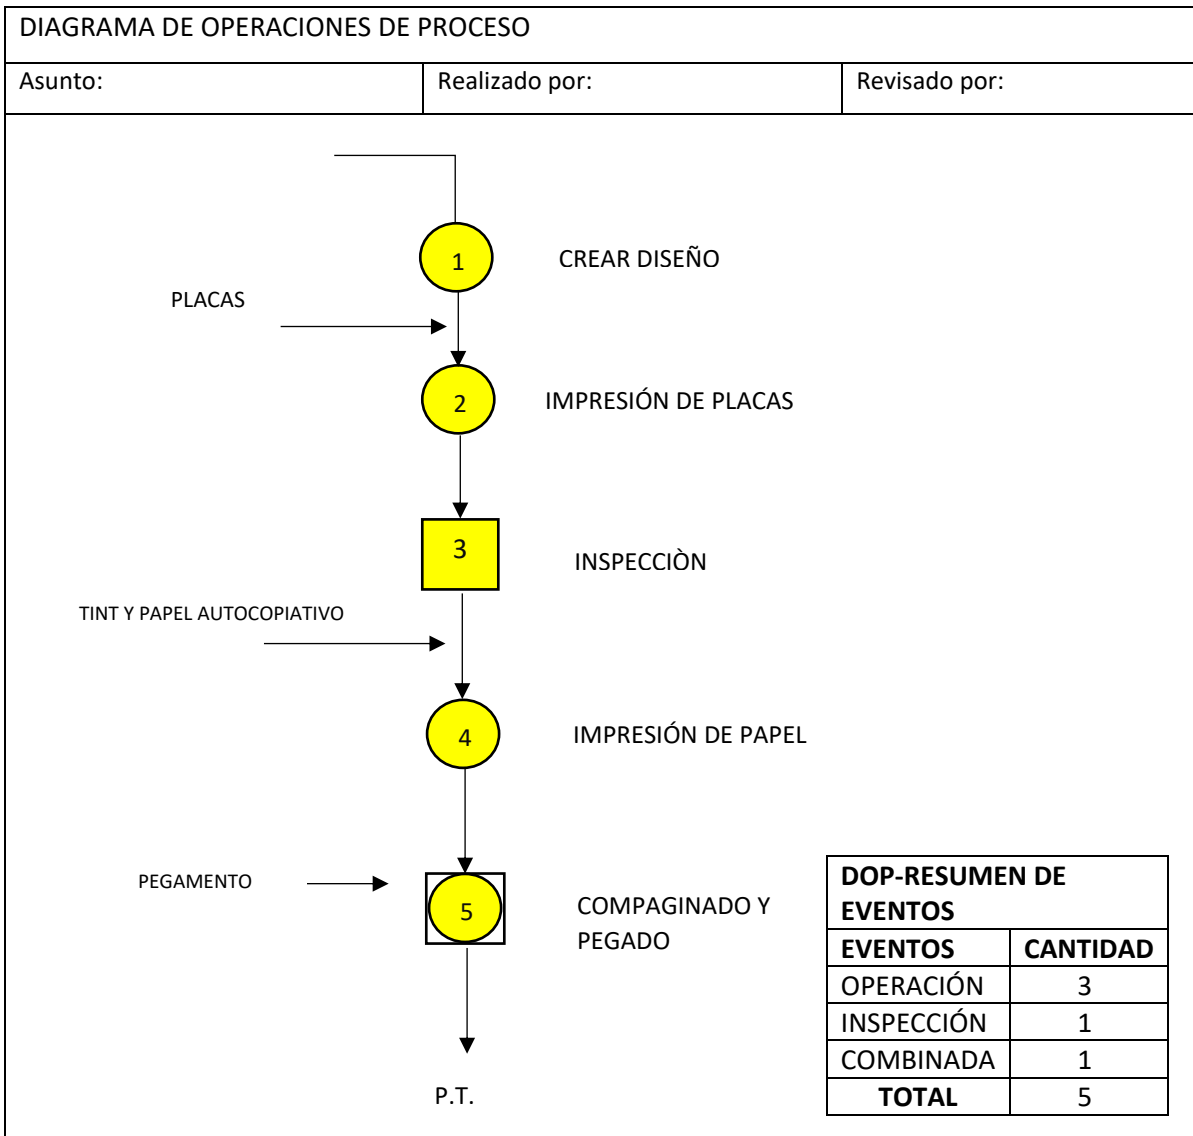 DIAGRAMA DE OPERACIONES DE PROCESO
Asunto:
Realizado por:
Revisado por:
1
CREAR DISEÑO
PLACAS
2
IMPRESIÓN DE PLACAS
3
INSPECCIÒN
TINT Y PAPEL AUTOCOPIATIVO
4
IMPRESIÓN DE PAPEL
PEGAMENTO
5
COMPAGINADO Y
PEGADO
P.T.
DOP-RESUMEN DE
EVENTOS
EVENTOS CANTIDAD
OPERACIÓN 3
INSPECCIÓN 1
COMBINADA 1
TOTAL 5